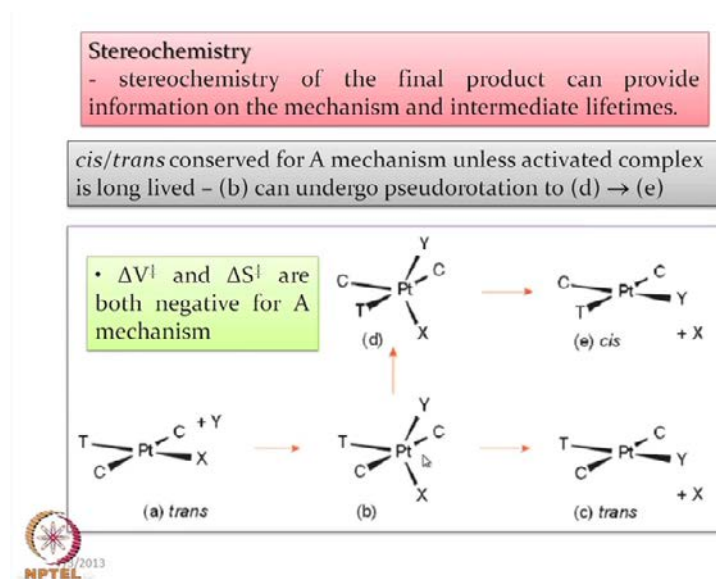 Stereochemistry
- stereochemistry of the final product can provide
information on the mechanism and intermediate lifetimes.
cis/trans conserved for A mechanism unless activated complex
is long lived – (b) can undergo pseudorotation to (d) → (e)
• ΔV‡ and ΔS‡ are
both negative for A
mechanism
Y
C C
Pt
T
X
(d)
C C
Pt
T Y
(e) cis + X
C + Y
T Pt
C X
(a) trans
Y
T C
Pt
C
X
(b)
T C
Pt
C Y
+ X
(c) trans
/2013
NPTEL